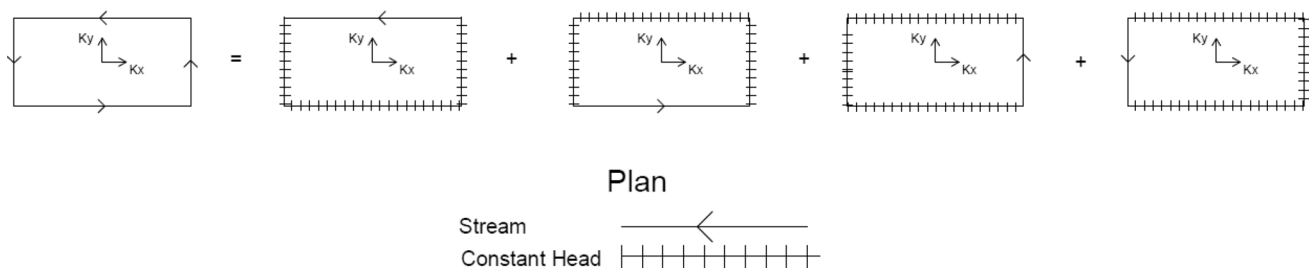 Ky Kx = Ky Kx + Ky Kx + Ky Kx + Ky Kx
Plan
Stream
Constant Head